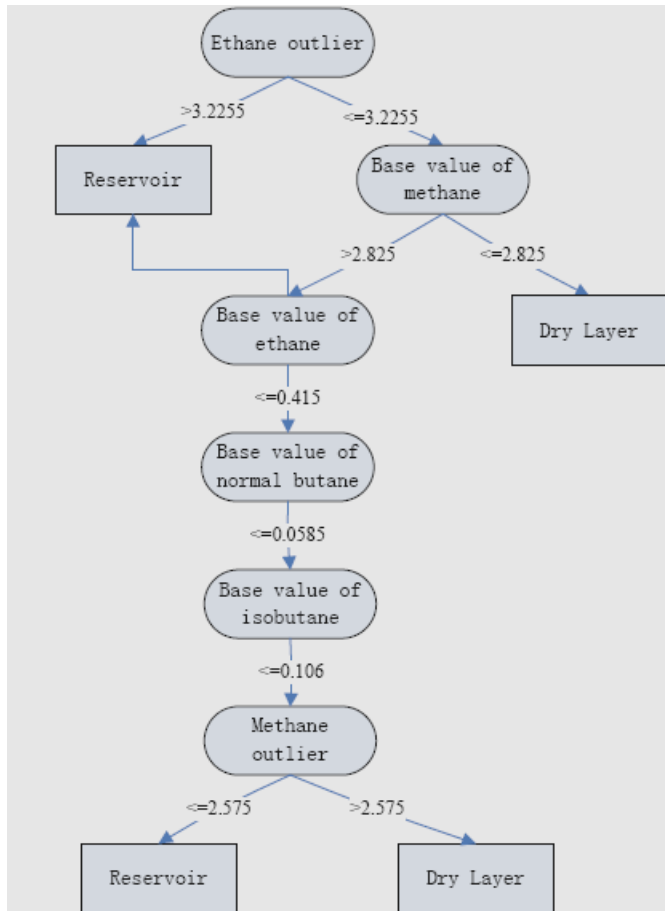 Ethane outlier
>3.2255
<=3.2255
Reservoir
Base value of
methane
>2.825
<=2.825
Base value of
ethane
Dry Layer
<=0.415
Base value of
normal butane
<=0.0585
Base value of
isobutane
<=0.106
Methane
outlier
<=2.575
>2.575
Reservoir
Dry Layer